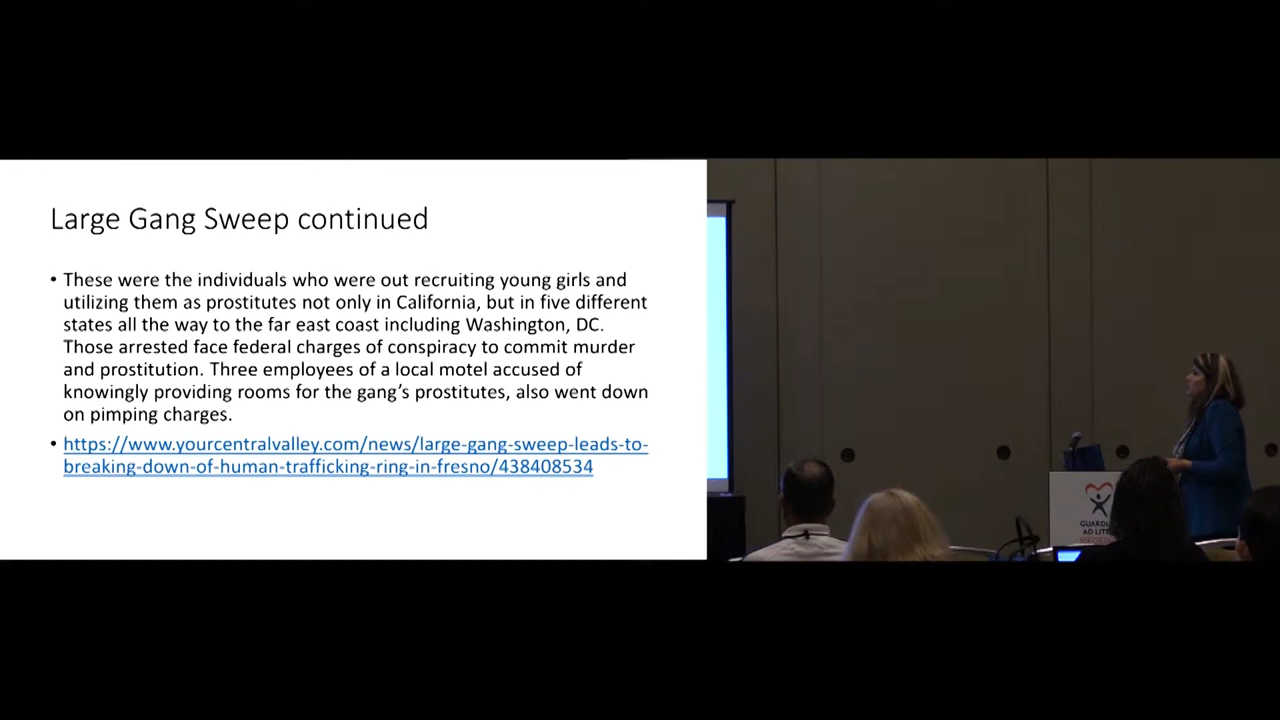 Large Gang Sweep continued
• These were the individuals who were out recruiting young girls and
utilizing them as prostitutes not only in California, but in five different
states all the way to the far east coast including Washington, DC.
Those arrested face federal charges of conspiracy to commit murder
and prostitution. Three employees of a local motel accused of
knowingly providing rooms for the gang’s prostitutes, also went down
on pimping charges.
• https://www.yourcentralvalley.com/news/large-gang-sweep-leads-to-
breaking-down-of-human-trafficking-ring-in-fresno/438408534
AD LIT